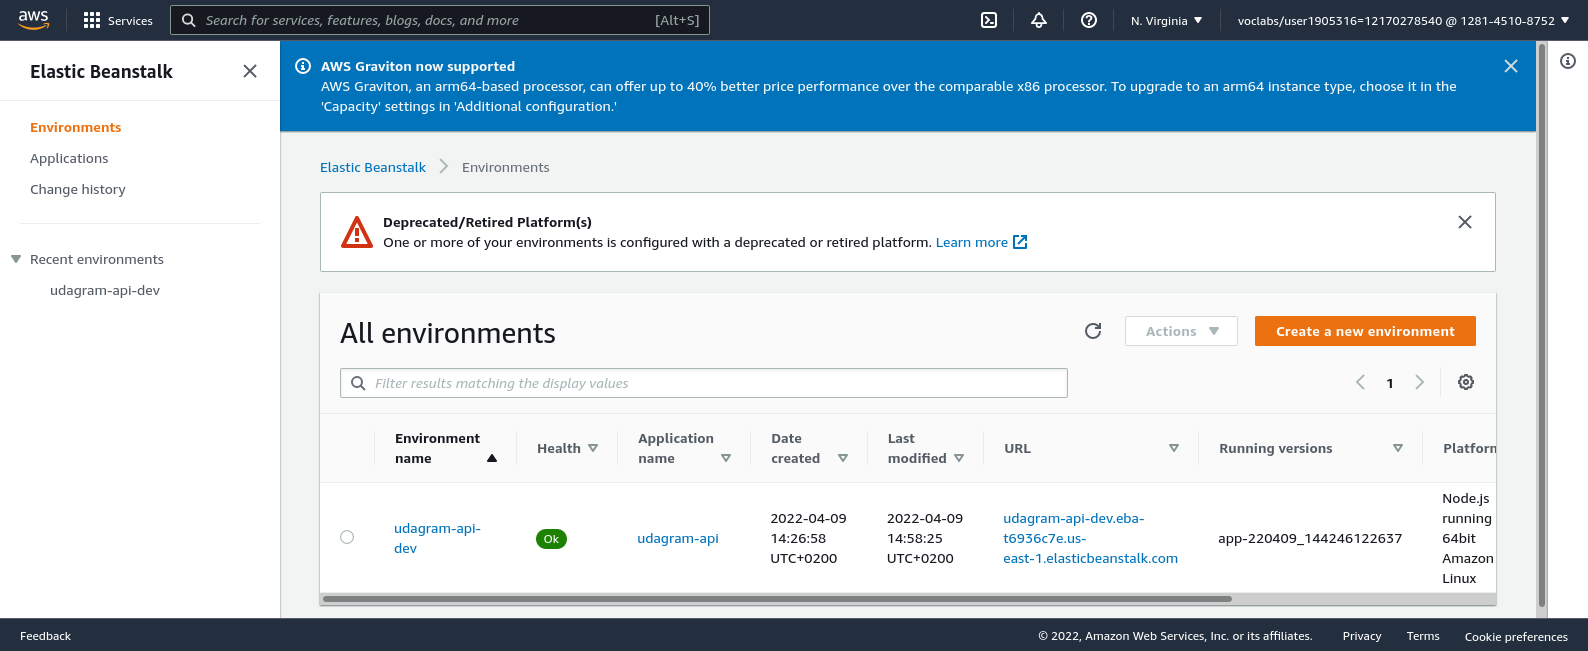 aws
Services
Search for services, features, blogs, docs, and more
[Alt+S]
N. Virginia
voclabs/user1905316=12170278540 @ 1281-4510-8752
Elastic Beanstalk
Environments
Applications
Change history
Recent environments
udagram-api-dev
AWS Graviton now supported
AWS Graviton, an arm64-based processor, can offer up to 40% better price performance over the comparable x86 processor. To upgrade to an arm64 instance type, choose it in the
'Capacity' settings in 'Additional configuration.'
Elastic Beanstalk
Environments
Deprecated/Retired Platform(s)
One or more of your environments is configured with a deprecated or retired platform. Learn more
All environments
Actions
Create a new environment
Filter results matching the display values
1
Environment
name
Health
Application
name
Date
created
Last
modified
URL
Running versions
Platform
udagram-api-
dev
Ok
udagram-api
2022-04-09
14:26:58
UTC+0200
2022-04-09
14:58:25
UTC+0200
udagram-api-dev.eba-
t6936c7e.us-
east-1.elasticbeanstalk.com
app-220409_144246122637
Node.js
running
64bit
Amazon
Linux
Feedback
© 2022, Amazon Web Services, Inc. or its affiliates.
Privacy
Terms
Cookie preferences